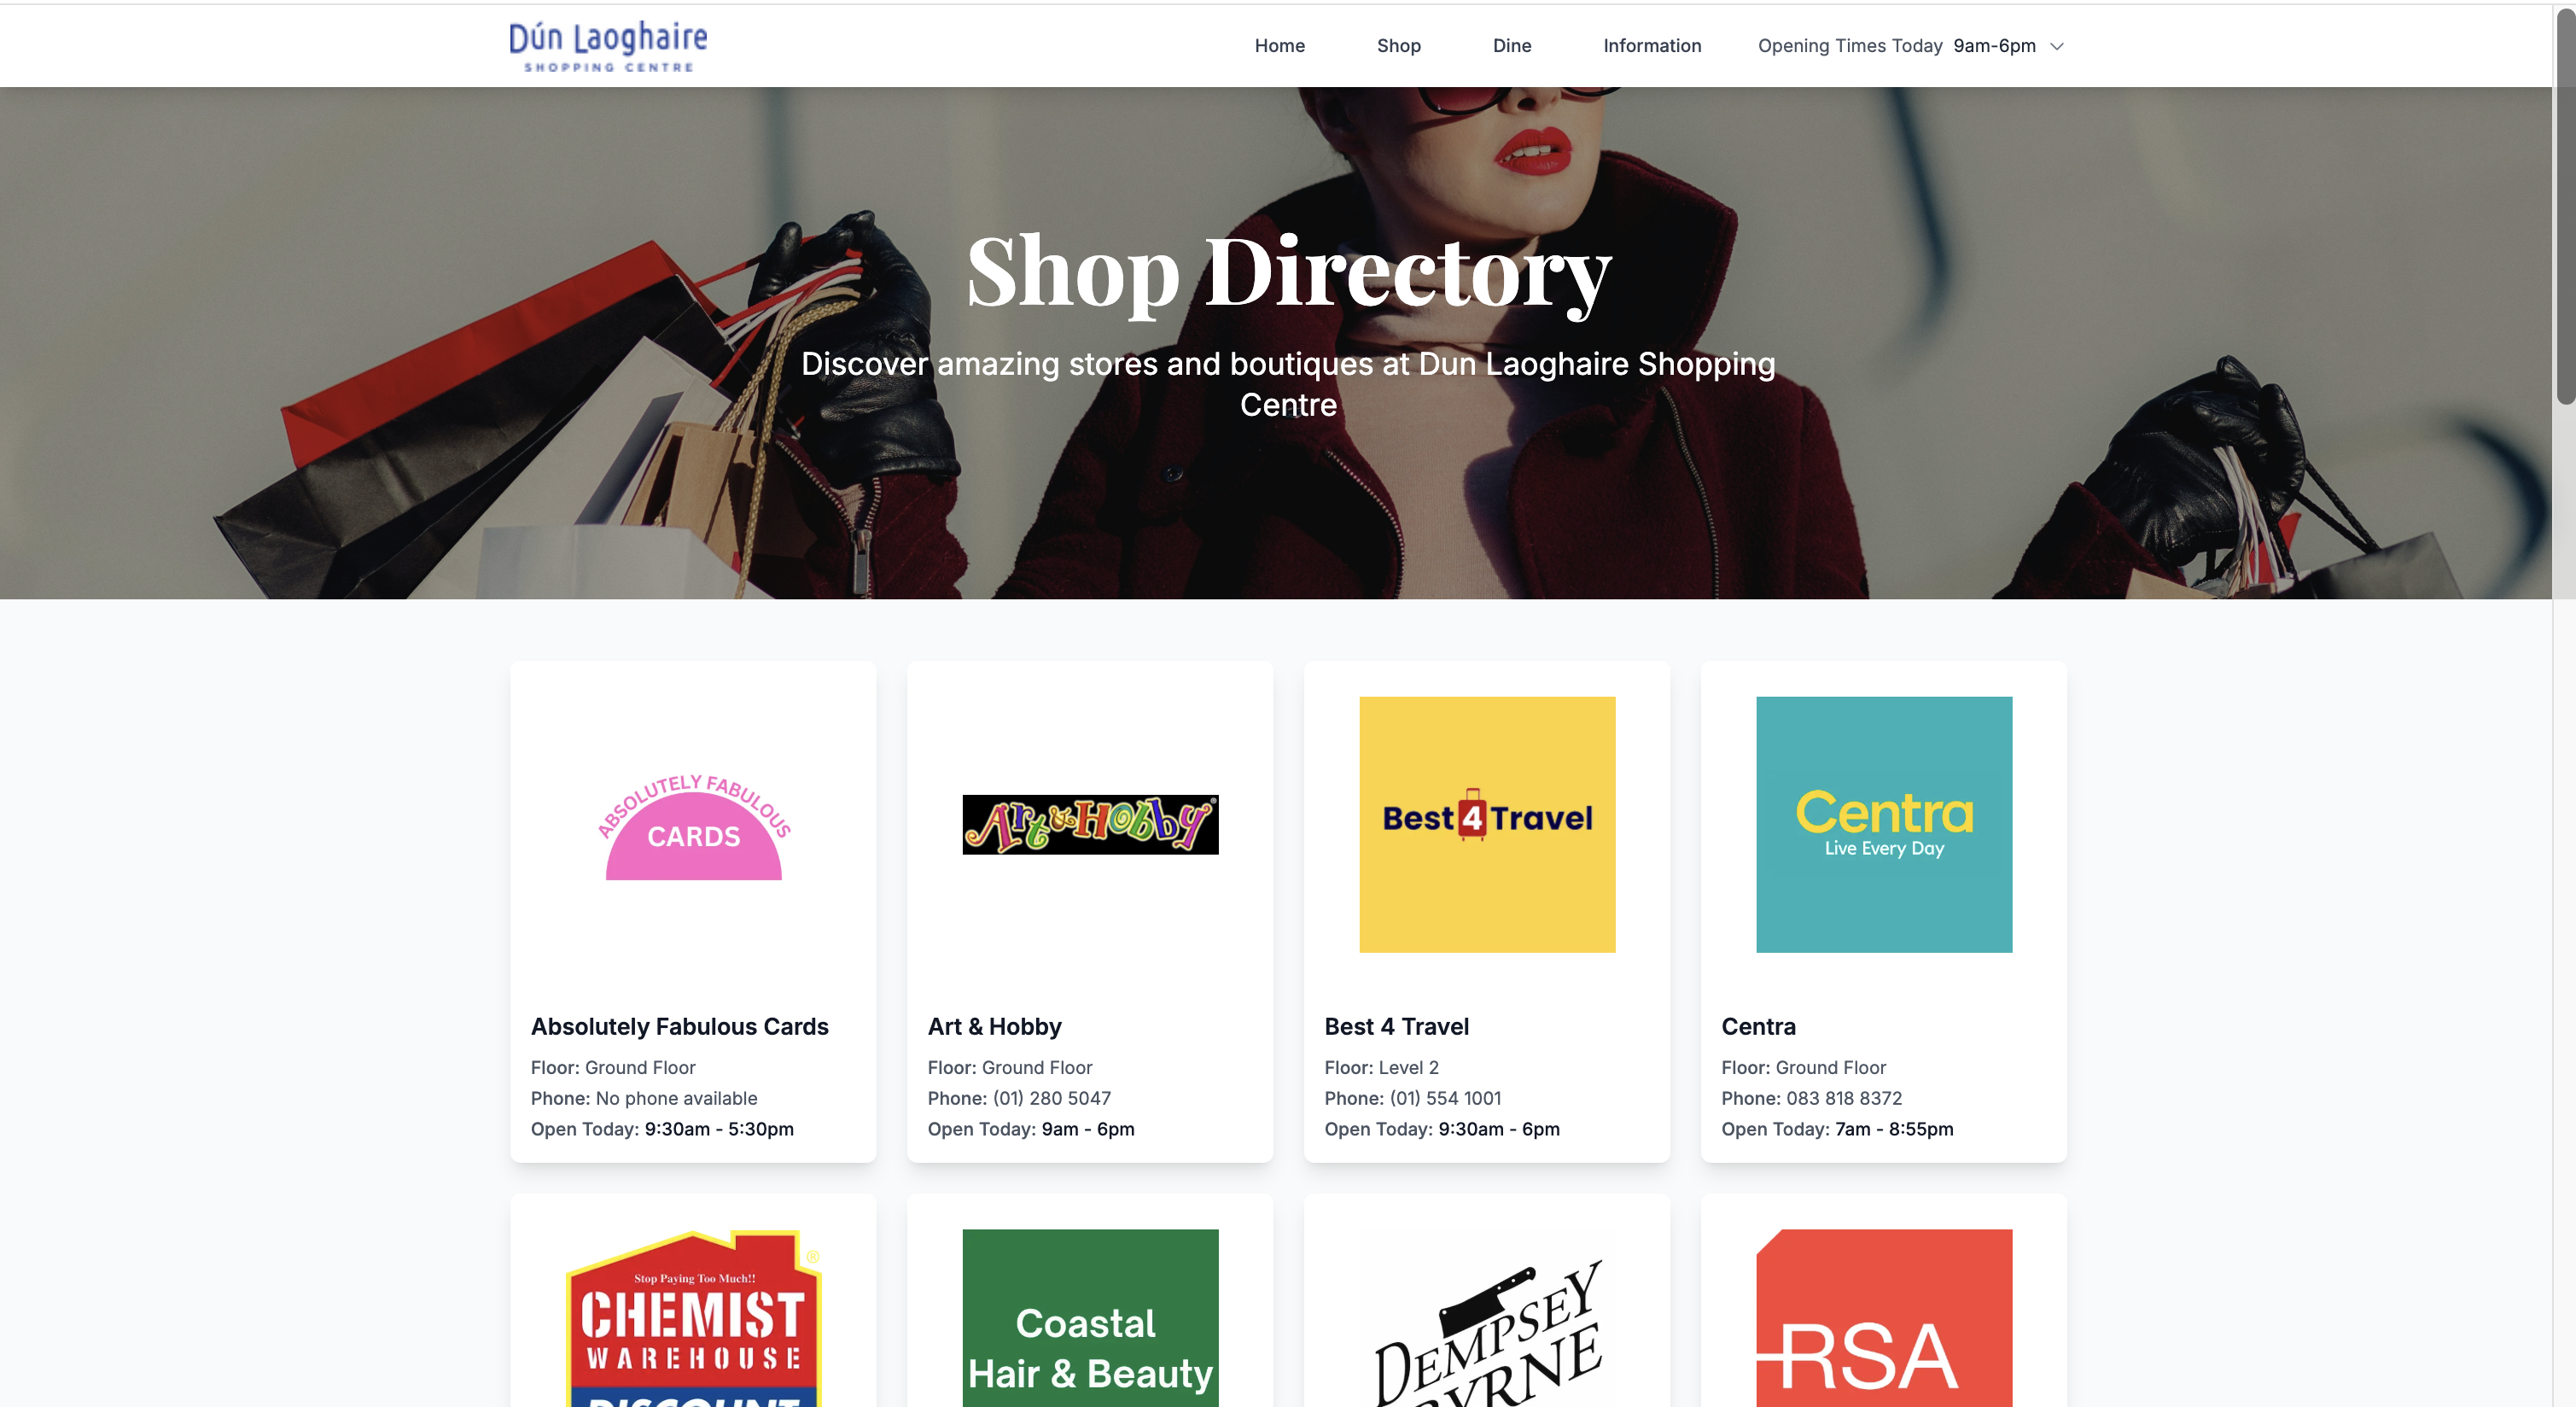 Dún Laoghaire
SHOPPING CENTRE
Home
Shop
Dine
Information
Opening Times Today 9am-6pm
Shop Directory
Discover amazing stores and boutiques at Dun Laoghaire Shopping
Centre
ABSOLUTELY FABULOUS
CARDS
Art & Hobby®
Best 4 Travel
Centra
Live Every Day
Absolutely Fabulous Cards
Floor: Ground Floor
Phone: No phone available
Open Today: 9:30am - 5:30pm
Art & Hobby
Floor: Ground Floor
Phone: (01) 280 5047
Open Today: 9am - 6pm
Best 4 Travel
Floor: Level 2
Phone: (01) 554 1001
Open Today: 9:30am - 6pm
Centra
Floor: Ground Floor
Phone: 083 818 8372
Open Today: 7am - 8:55pm
®
Stop Paying Too Much!!
CHEMIST
WAREHOUSE
DISCOUNT
Coastal
Hair & Beauty
DEMPSEY
BYRNE
RSA